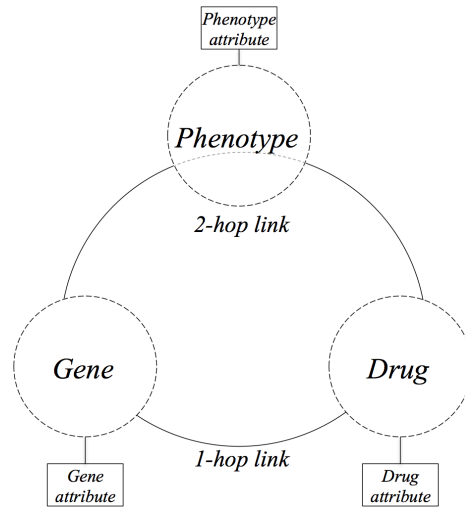 Phenotype
attribute
Phenotype
2-hop link
Gene
Drug
1-hop link
Gene
attribute
Drug
attribute